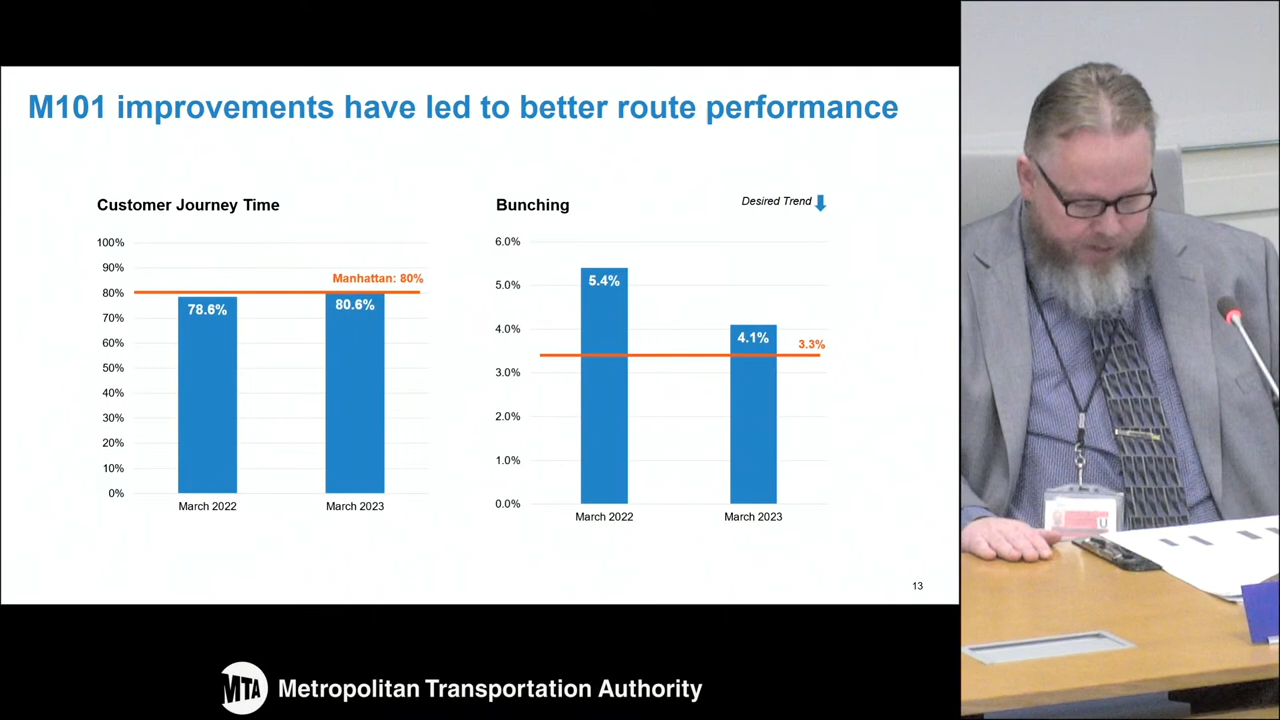 M101 improvements have led to better route performance
Customer Journey Time
100%
90%
80%
70%
60%
50%
40%
30%
20%
10%
0%
Manhattan: 80%
78.6%
80.6%
March 2022
March 2023
Bunching
Desired Trend
6.0%
5.0%
4.0%
3.0%
2.0%
1.0%
0.0%
5.4%
4.1%
3.3%
March 2022
March 2023
13
MTA
Metropolitan Transportation Authority
U